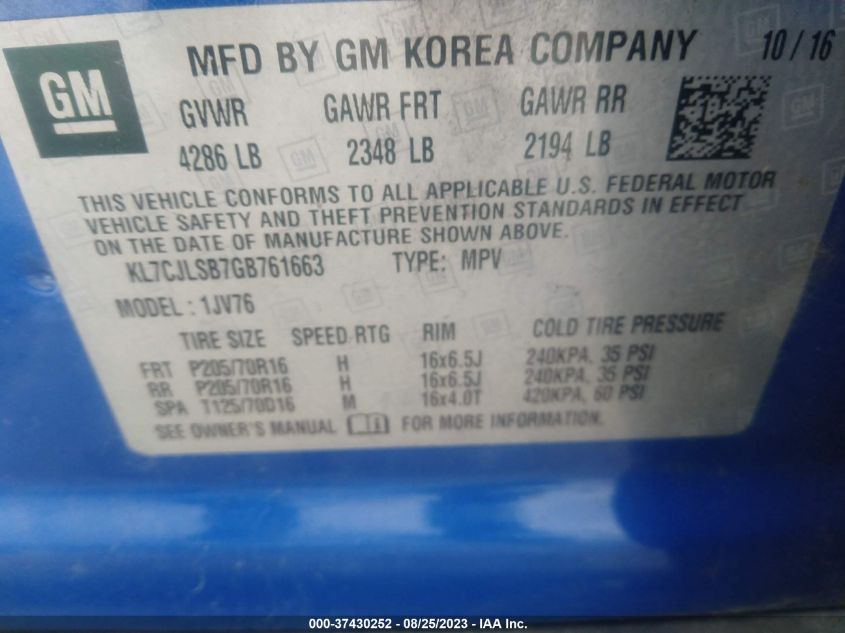 GM
MFD BY GM KOREA COMPANY 10/16
GVWR GAWR FRT GAWR RR
4286 LB 2348 LB 2194 LB
THIS VEHICLE CONFORMS TO ALL APPLICABLE U.S. FEDERAL MOTOR
VEHICLE SAFETY AND THEFT PREVENTION STANDARDS IN EFFECT
ON THE DATE OF MANUFACTURE SHOWN ABOVE.
KL7CJLSB7GB761663 TYPE: MPV
MODEL : 1JV76
TIRE SIZE SPEED RTG RIM COLD TIRE PRESSURE
FRT P205/70R16 H 16x6.5J 240KPA, 35 PSI
RR P205/70R16 H 16x6.5J 240KPA, 35 PSI
SPA T125/70D16 M 16x4.0T 420KPA, 60 PSI
SEE OWNER'S MANUAL FOR MORE INFORMATION.
000-37430252 - 08/25/2023 - IAA Inc.